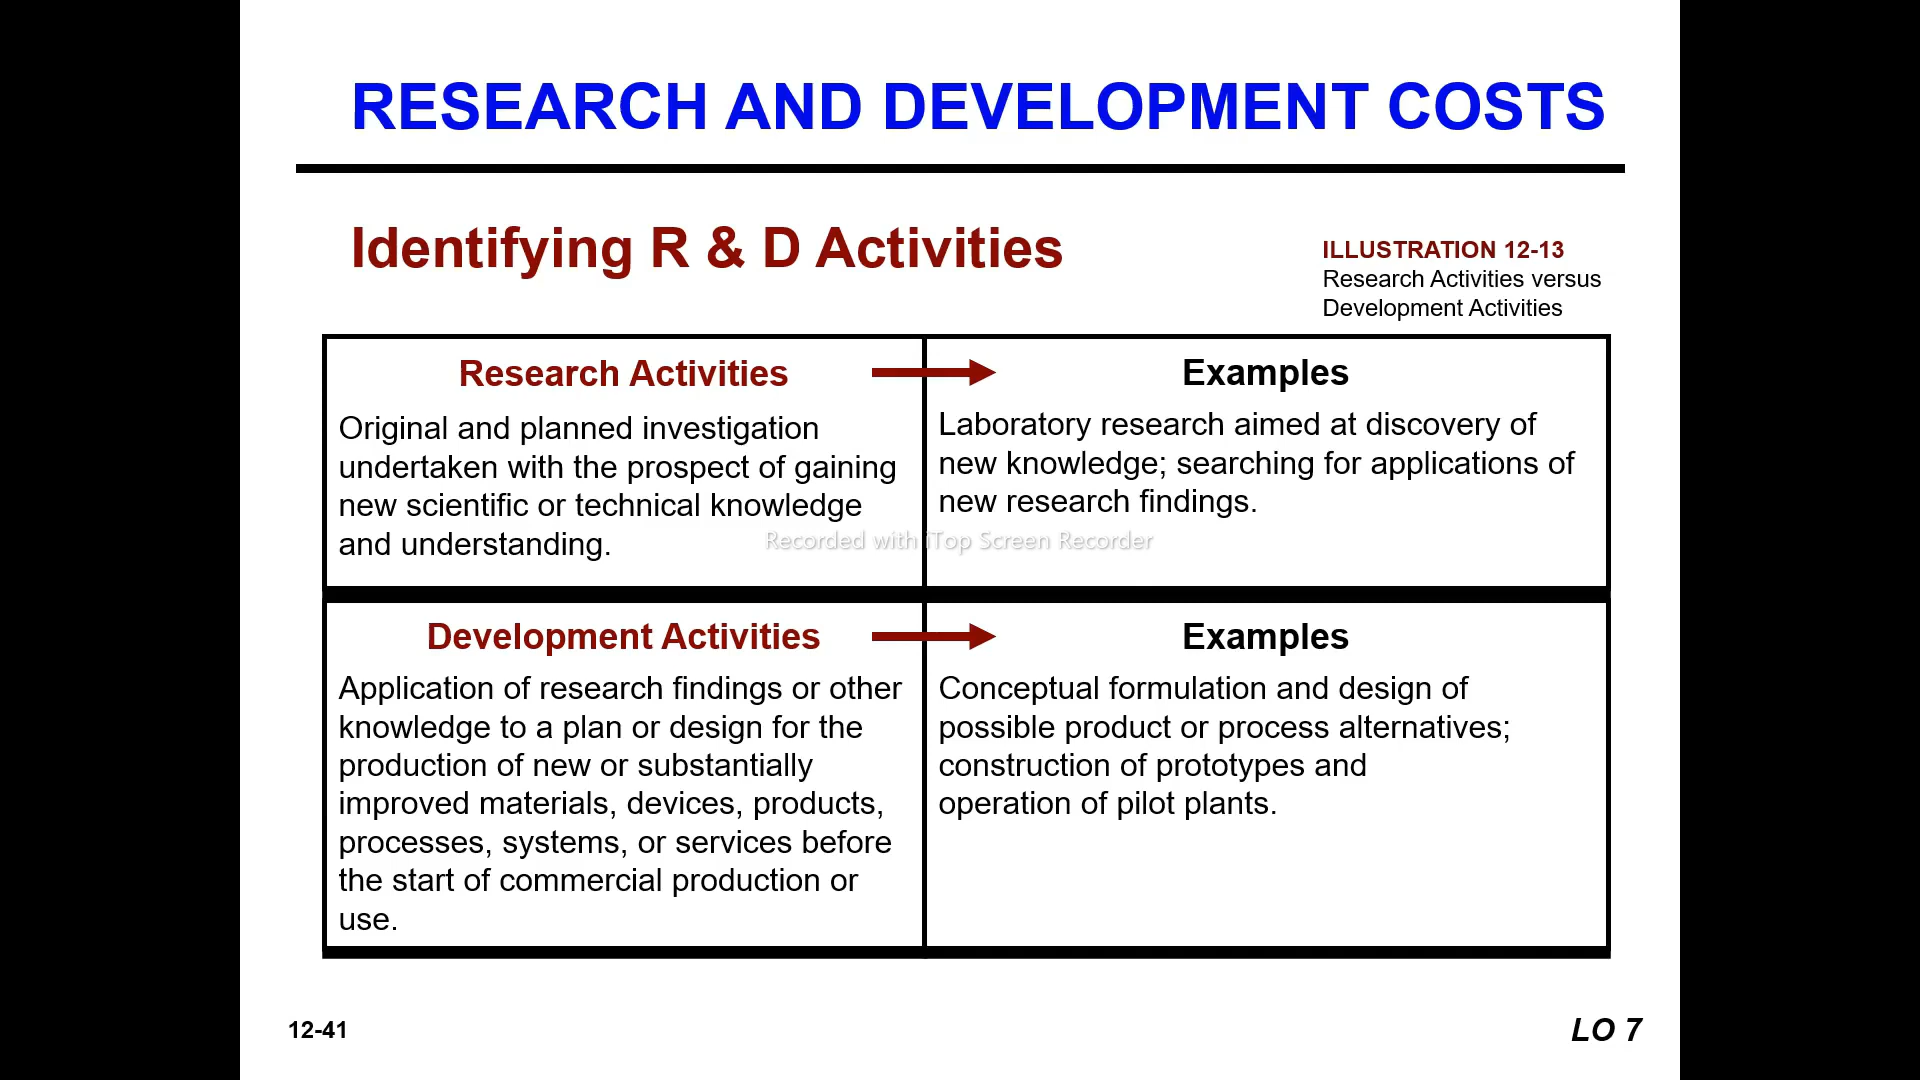 RESEARCH AND DEVELOPMENT COSTS
Identifying R & D Activities
ILLUSTRATION 12-13
Research Activities versus
Development Activities
Research Activities
Original and planned investigation
undertaken with the prospect of gaining
new scientific or technical knowledge
and understanding.
Examples
Laboratory research aimed at discovery of
new knowledge; searching for applications of
new research findings.
Recorded with iTop Screen Recorder
Development Activities
Application of research findings or other
knowledge to a plan or design for the
production of new or substantially
improved materials, devices, products,
processes, systems, or services before
the start of commercial production or
use.
Examples
Conceptual formulation and design of
possible product or process alternatives;
construction of prototypes and
operation of pilot plants.
12-41
LO 7